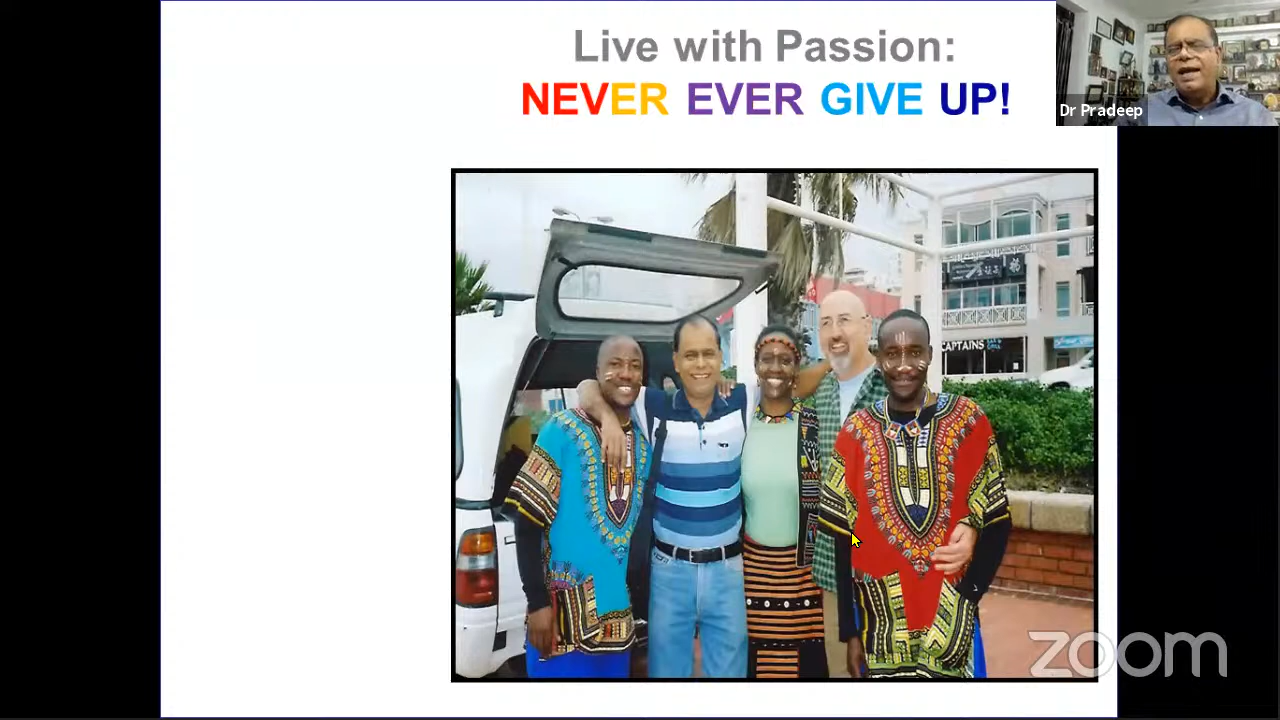 Live with Passion:
NEVER EVER GIVE UP!
Dr Pradeep
CAPTAINS
zoom